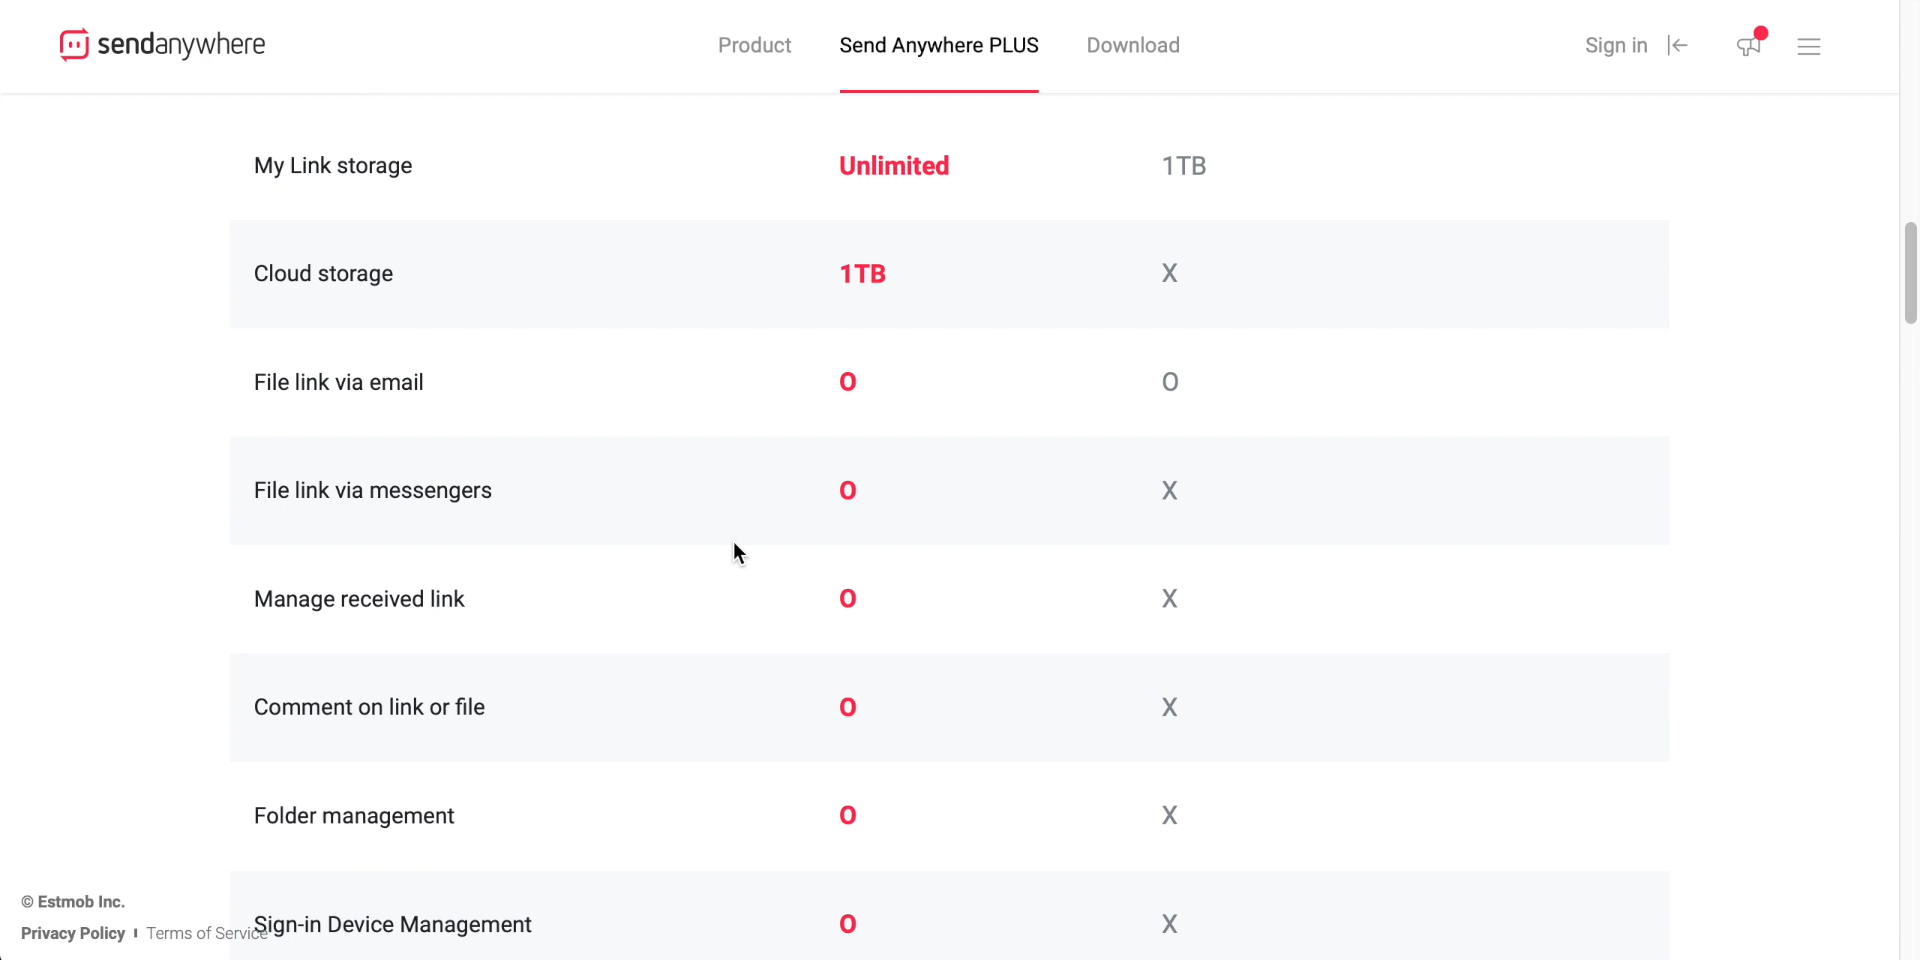 sendanywhere
Product Send Anywhere PLUS Download Sign in
My Link storage Unlimited 1TB
Cloud storage 1TB X
File link via email O O
File link via messengers O X
Manage received link O X
Comment on link or file O X
Folder management O X
© Estmob Inc.
Sign-in Device Management O X
Privacy Policy Terms of Service